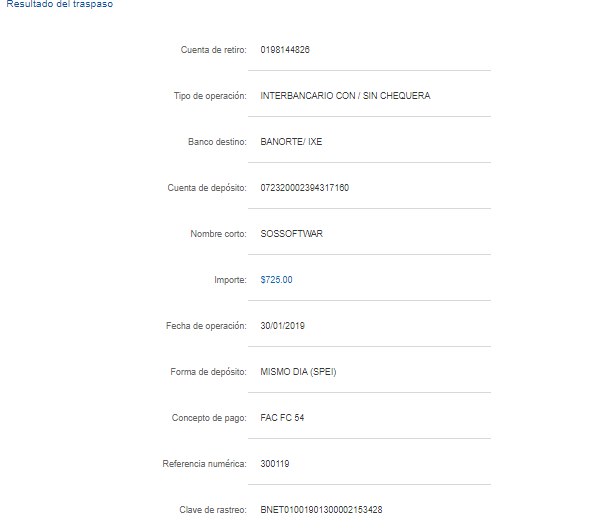 Resultado del traspaso
Cuenta de retiro: 0198144826
Tipo de operación: INTERBANCARIO CON / SIN CHEQUERA
Banco destino: BANORTE/ IXE
Cuenta de depósito: 072320002394317160
Nombre corto: SOSSOFTWAR
Importe: $725.00
Fecha de operación: 30/01/2019
Forma de depósito: MISMO DIA (SPEI)
Concepto de pago: FAC FC 54
Referencia numérica: 300119
Clave de rastreo: BNET01001901300002153428